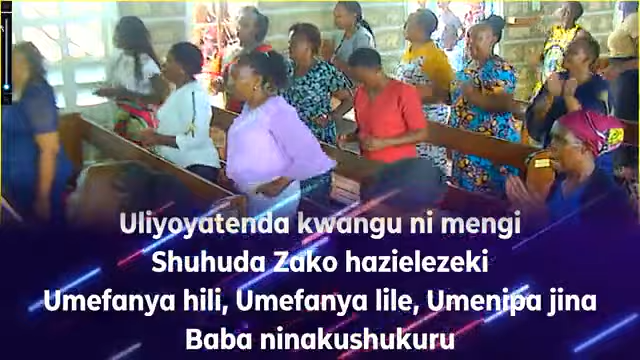 Uliyoyatenda kwangu ni mengi
Shuhuda Zako hazielezeki
Umefanya hili, Umefanya lile, Umenipa jina
Baba ninakushukuru